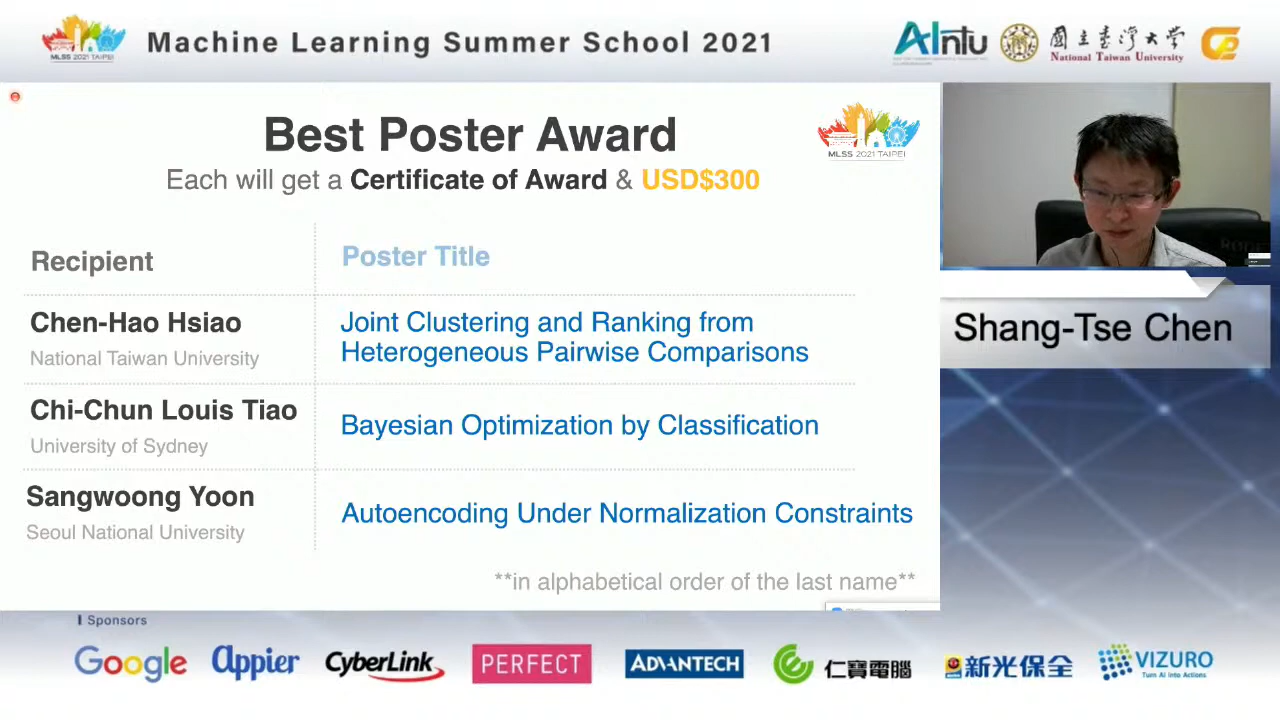 MLSS 2021 TAIPEI
Machine Learning Summer School 2021
AIntu
國立臺灣大學
National Taiwan University
Best Poster Award
Each will get a Certificate of Award & USD$300
MLSS 2021 TAIPEI
Recipient
Poster Title
Chen-Hao Hsiao
National Taiwan University
Joint Clustering and Ranking from
Heterogeneous Pairwise Comparisons
Chi-Chun Louis Tiao
University of Sydney
Bayesian Optimization by Classification
Sangwoong Yoon
Seoul National University
Autoencoding Under Normalization Constraints
**in alphabetical order of the last name**
Shang-Tse Chen
Sponsors
Google
Appier
CyberLink
PERFECT
ADVANTECH
仁寶電腦
新光保全
VIZURO
Turn AI into Actions